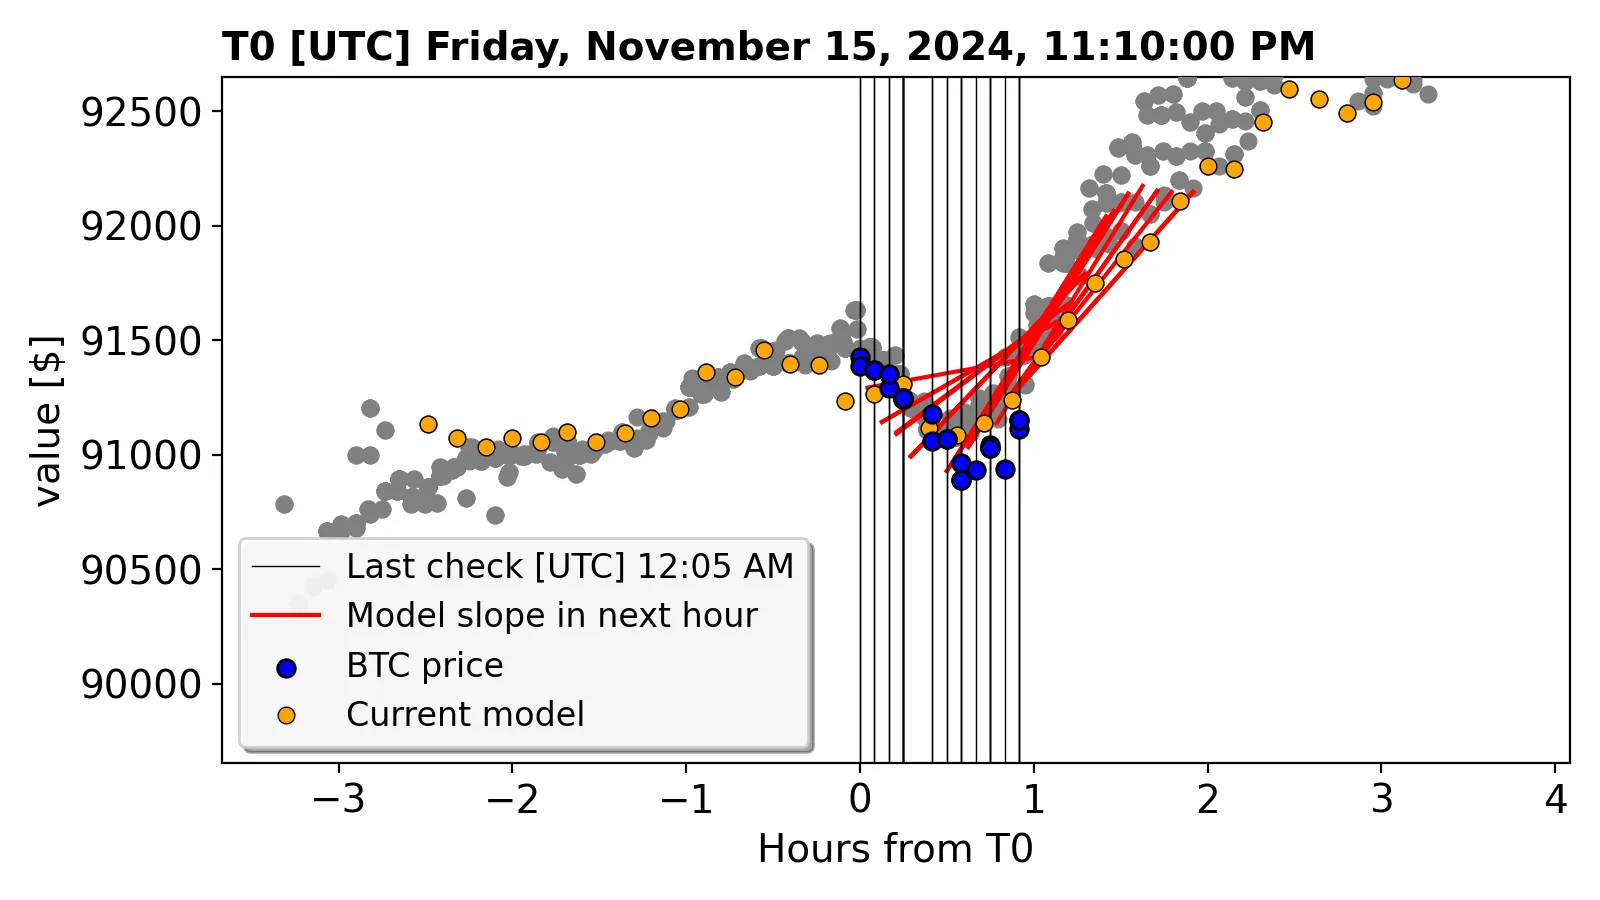 T0 [UTC] Friday, November 15, 2024, 11:10:00 PM
value [$]
92500
92000
91500
91000
90500
90000
Last check [UTC] 12:05 AM
Model slope in next hour
BTC price
Current model
−3 −2 −1 0 1 2 3 4
Hours from T0